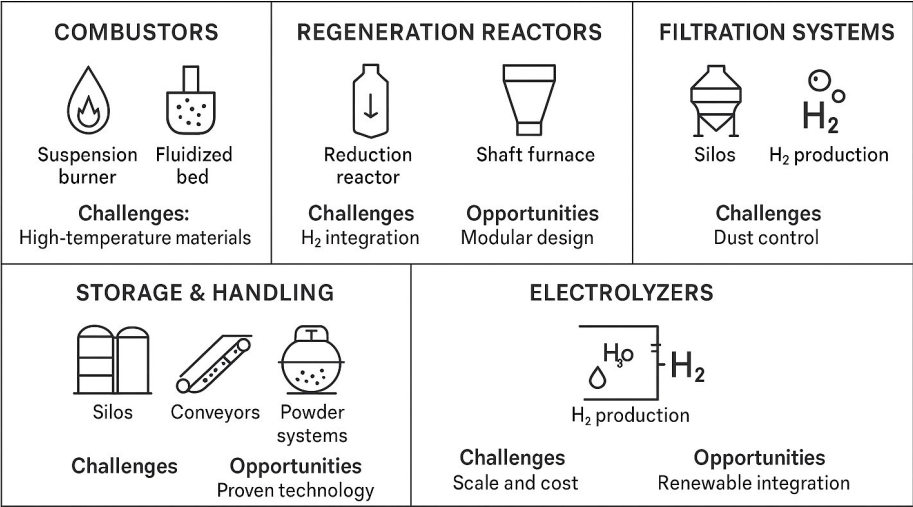 COMBUSTORS
Suspension burner
Fluidized bed
Challenges:
High-temperature materials
REGENERATION REACTORS
Reduction reactor
Shaft furnace
Challenges
H₂ integration
Opportunities
Modular design
FILTRATION SYSTEMS
H₂
Silos
H₂ production
Challenges
Dust control
STORAGE & HANDLING
Silos
Conveyors
Powder systems
Challenges
Opportunities
Proven technology
ELECTROLYZERS
H₃O
H₂
H₂ production
Challenges
Scale and cost
Opportunities
Renewable integration